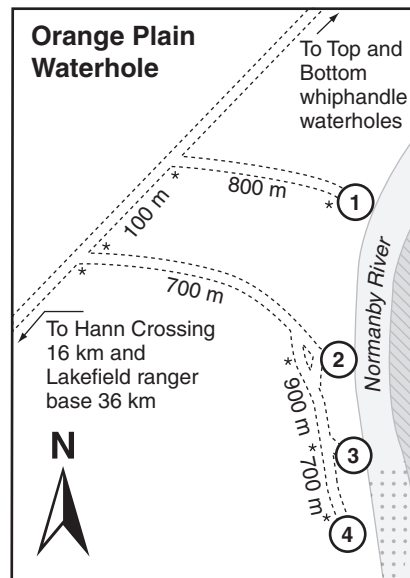 Orange Plain
Waterhole
To Top and
Bottom
whiphandle
waterholes
800 m
1
100 m
700 m
Normanby River
To Hann Crossing
16 km and
Lakefield ranger
base 36 km
2
900 m
3
700 m
4
N